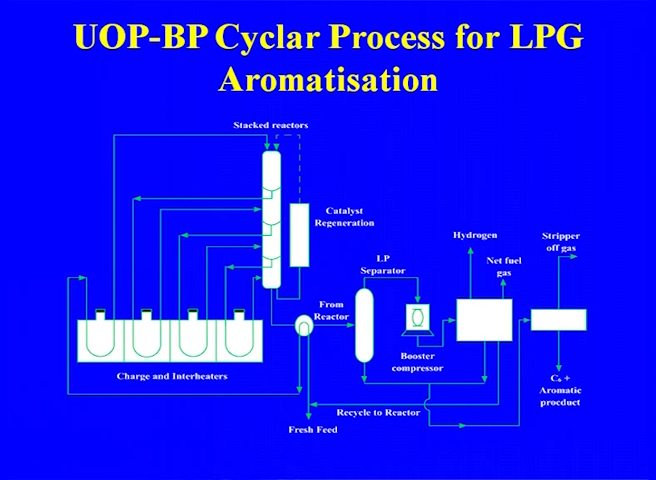 UOP-BP Cyclar Process for LPG
Aromatisation
Stacked reactors
Catalyst
Regeneration
Hydrogen
Stripper
off gas
LP
Separator
Net fuel
gas
From
Reactor
Booster
compressor
Charge and Interheaters
C₆ +
Aromatic
procduct
Recycle to Reactor
Fresh Feed